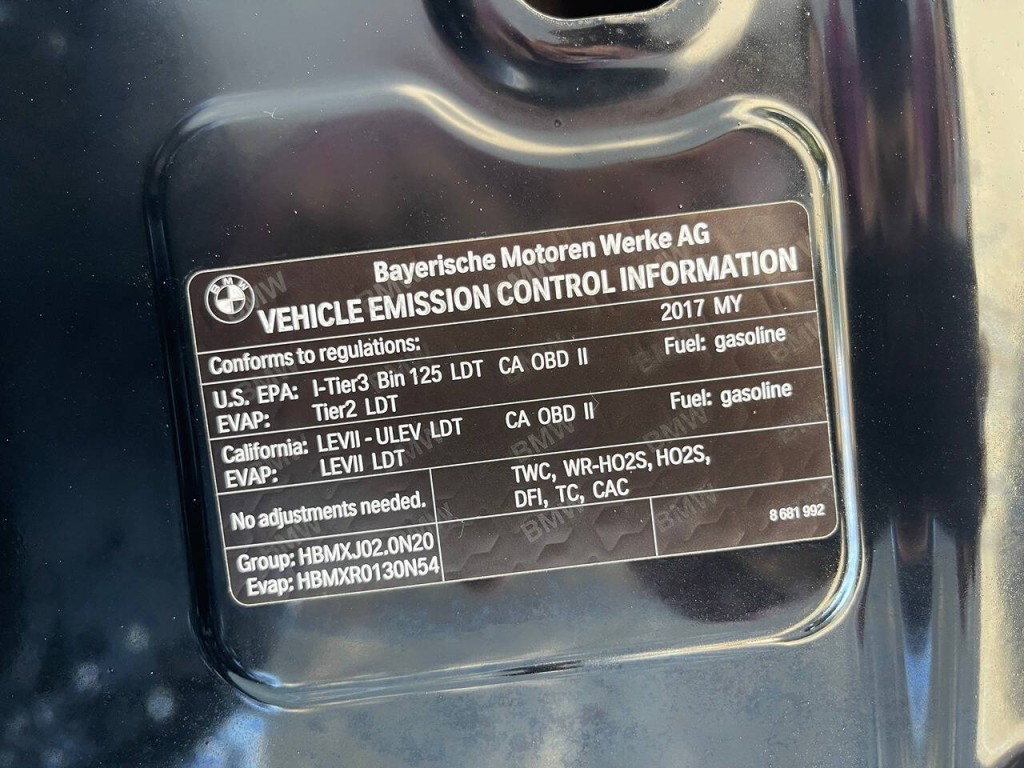 BMW
Bayerische Motoren Werke AG
VEHICLE EMISSION CONTROL INFORMATION
Conforms to regulations: 2017 MY
U.S. EPA: I-Tier3 Bin 125 LDT CA OBD II Fuel: gasoline
EVAP: Tier2 LDT
California: LEVII - ULEV LDT CA OBD II Fuel: gasoline
EVAP: LEVII LDT
No adjustments needed.
TWC, WR-HO2S, HO2S,
DFI, TC, CAC
Group: HBMXJ02.0N20
Evap: HBMXR0130N54
8 681 992